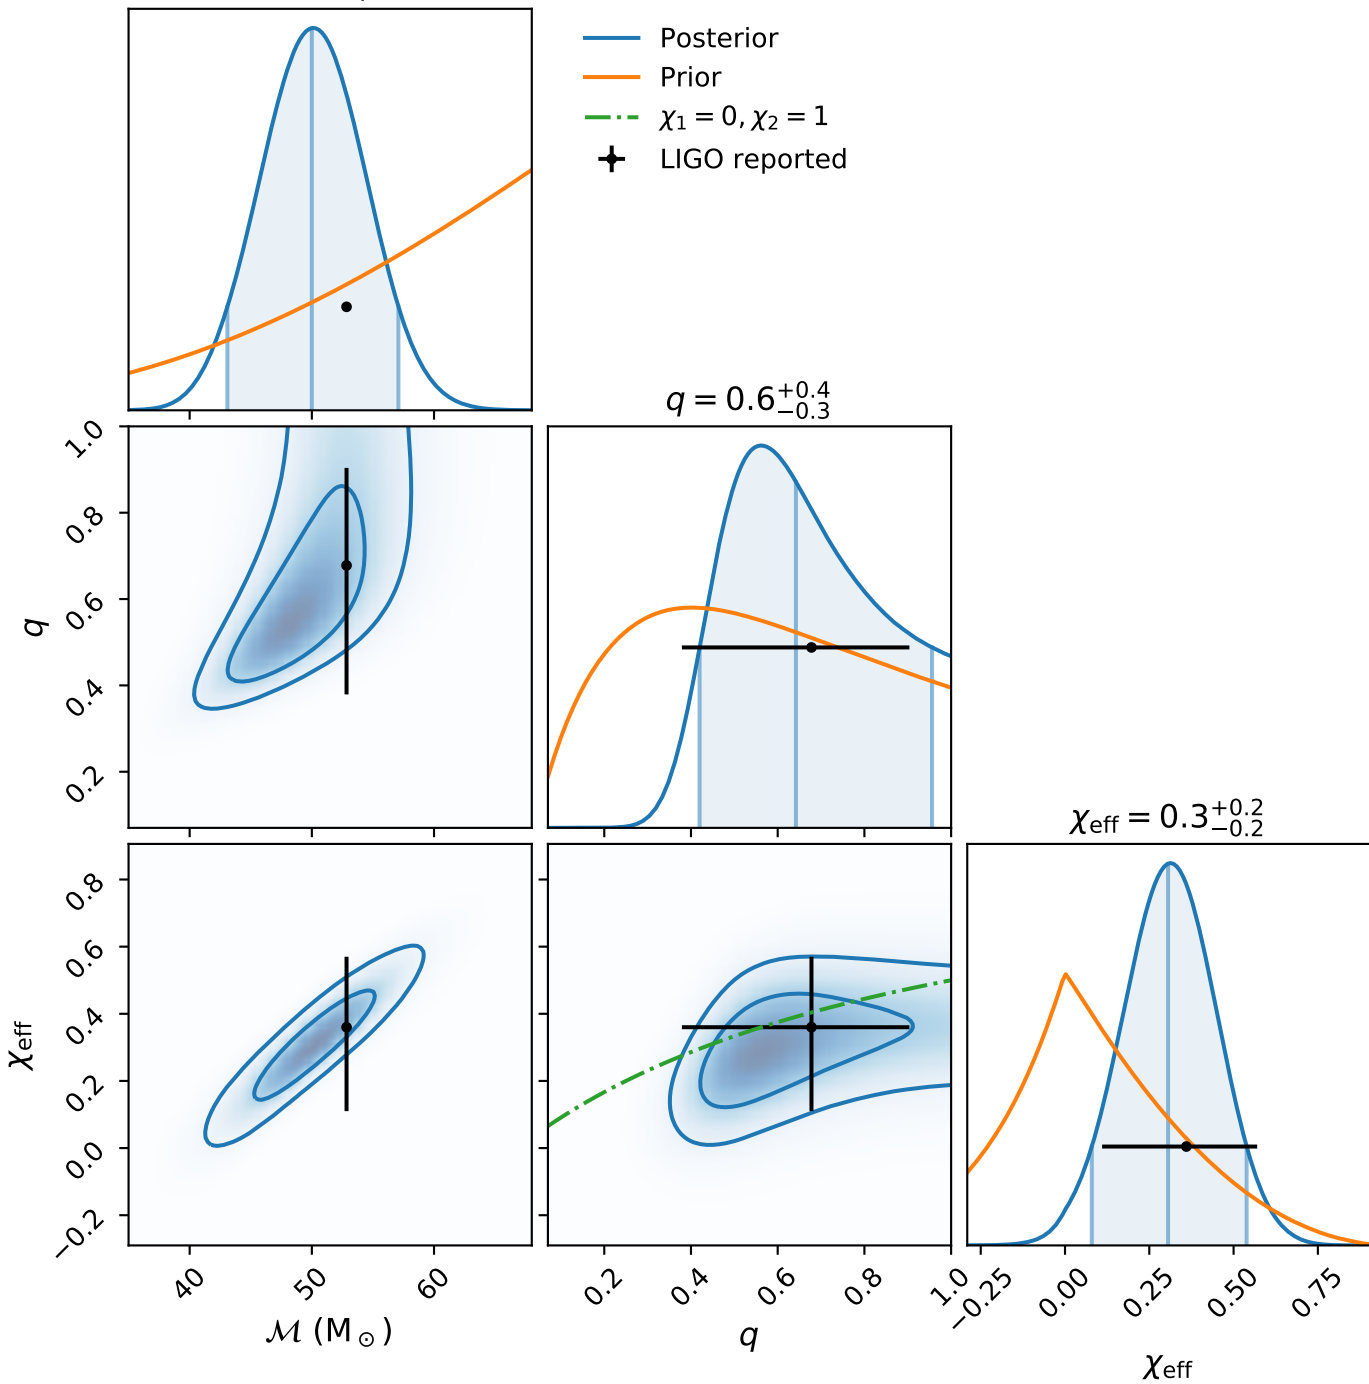 Posterior
Prior
χ₁ = 0, χ₂ = 1
LIGO reported
q = 0.6 +0.4 −0.3
1.0
0.8
0.6
0.4
0.2
q
χeff = 0.3 +0.2 −0.2
0.8
0.6
0.4
0.2
0.0
−0.2
χeff
40 50 60
ℳ (M⊙)
0.2 0.4 0.6 0.8 1.0
q
−0.25 0.00 0.25 0.50 0.75
χeff